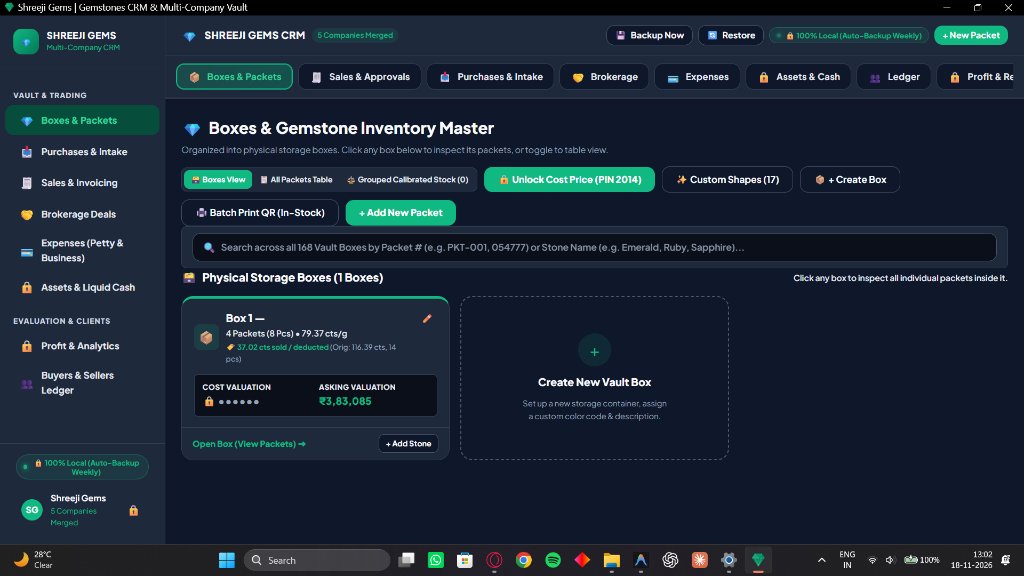 Shreeji Gems | Gemstones CRM & Multi-Company Vault
SHREEJI GEMS
Multi-Company CRM
VAULT & TRADING
Boxes & Packets
Purchases & Intake
Sales & Invoicing
Brokerage Deals
Expenses (Petty &
Business)
Assets & Liquid Cash
EVALUATION & CLIENTS
Profit & Analytics
Buyers & Sellers
Ledger
100% Local (Auto-Backup
Weekly)
SG
Shreeji Gems
5 Companies
Merged
SHREEJI GEMS CRM
5 Companies Merged
Backup Now
Restore
100% Local (Auto-Backup Weekly)
+ New Packet
Boxes & Packets
Sales & Approvals
Purchases & Intake
Brokerage
Expenses
Assets & Cash
Ledger
Profit & Re
Boxes & Gemstone Inventory Master
Organized into physical storage boxes. Click any box below to inspect its packets, or toggle to table view.
Boxes View
All Packets Table
Grouped Calibrated Stock (0)
Unlock Cost Price (PIN 2014)
Custom Shapes (17)
+ Create Box
Batch Print QR (In-Stock)
+ Add New Packet
Search across all 168 Vault Boxes by Packet # (e.g. PKT-001, 054777) or Stone Name (e.g. Emerald, Ruby, Sapphire)...
Physical Storage Boxes (1 Boxes)
Click any box to inspect all individual packets inside it.
Box 1 —
4 Packets (8 Pcs) • 79.37 cts/g
37.02 cts sold / deducted (Orig: 116.39 cts, 14
pcs)
COST VALUATION
●●●●●●
ASKING VALUATION
₹3,83,085
Open Box (View Packets) →
+ Add Stone
+
Create New Vault Box
Set up a new storage container, assign
a custom color code & description.
28°C
Clear
Search
ENG
IN
100%
13:02
18-11-2026